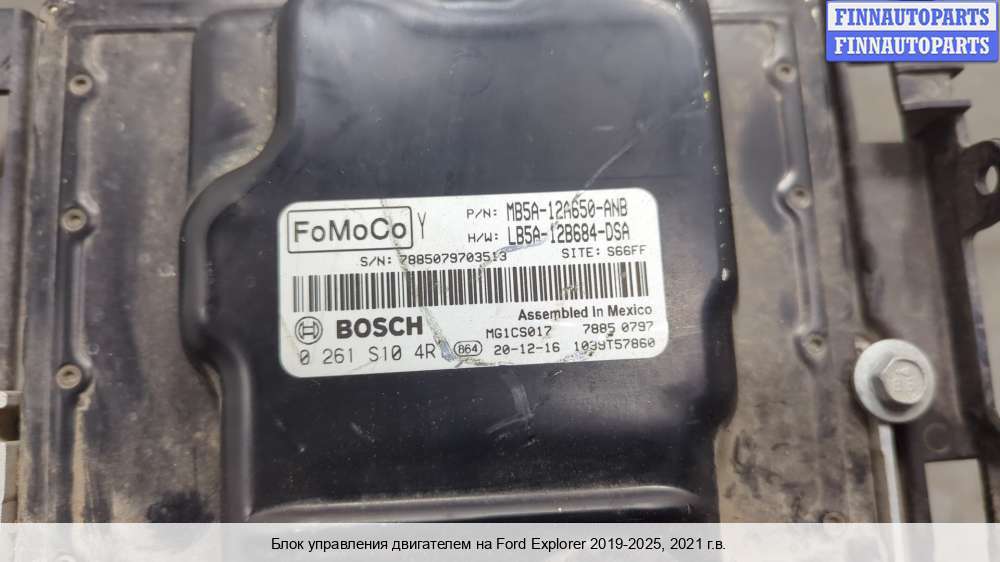 FINNAUTOPARTS
FINNAUTOPARTS
FoMoCo Y P/N: MB5A-12A650-ANB
H/W: LB5A-12B684-DSA
S/N: 7885079703513 SITE: S66FF
Assembled In Mexico
BOSCH MG1CS017 7885 0797
0 261 S10 4R 864 20-12-16 1039T57860
Блок управления двигателем на Ford Explorer 2019-2025, 2021 г.в.